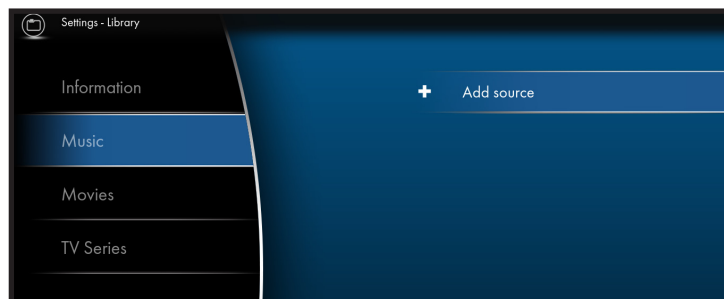 Settings - Library
Information
Music
Movies
TV Series
Add source